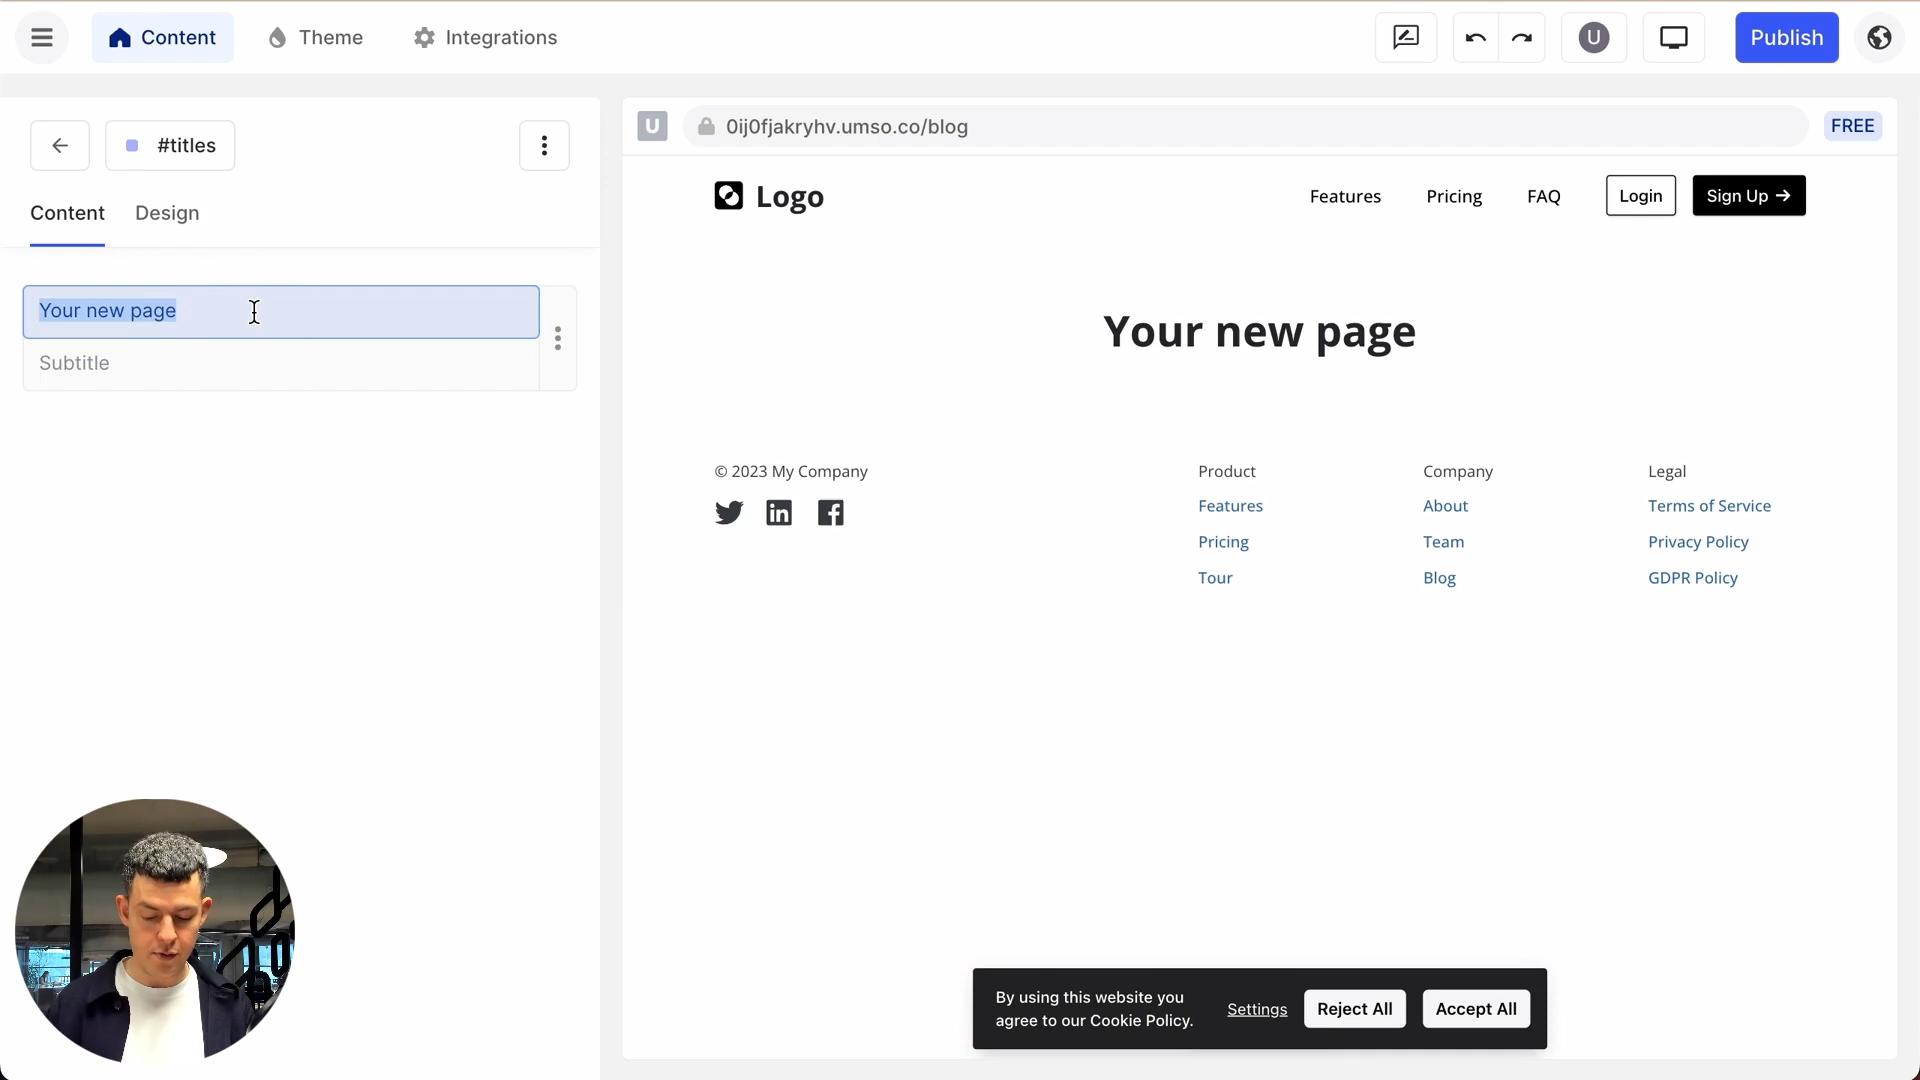 Content
Theme
Integrations
U
Publish
#titles
U
0ij0fjakryhv.umso.co/blog
FREE
Content
Design
Logo
Features
Pricing
FAQ
Login
Sign Up →
Your new page
Subtitle
Your new page
© 2023 My Company
Product
Features
Pricing
Tour
Company
About
Team
Blog
Legal
Terms of Service
Privacy Policy
GDPR Policy
By using this website you
agree to our Cookie Policy.
Settings
Reject All
Accept All